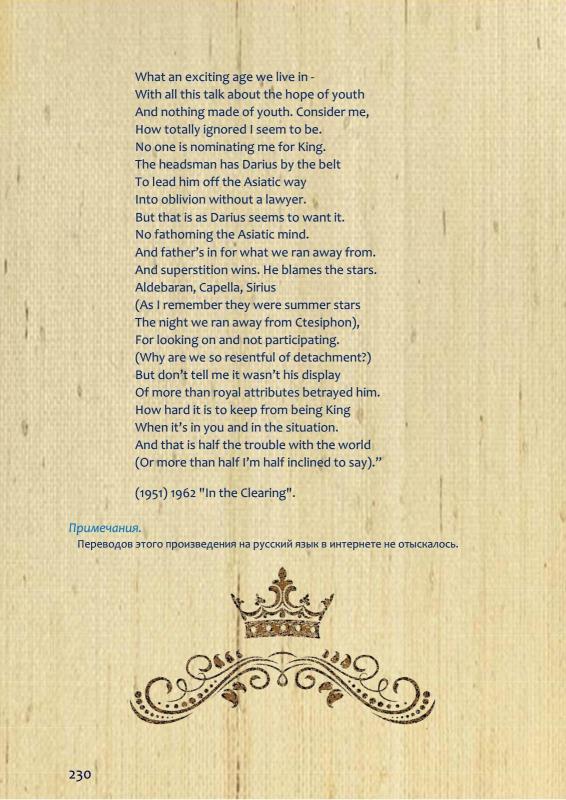 What an exciting age we live in -
With all this talk about the hope of youth
And nothing made of youth. Consider me,
How totally ignored I seem to be.
No one is nominating me for King.
The headsman has Darius by the belt
To lead him off the Asiatic way
Into oblivion without a lawyer.
But that is as Darius seems to want it.
No fathoming the Asiatic mind.
And father’s in for what we ran away from.
And superstition wins. He blames the stars.
Aldebaran, Capella, Sirius
(As I remember they were summer stars
The night we ran away from Ctesiphon),
For looking on and not participating.
(Why are we so resentful of detachment?)
But don’t tell me it wasn’t his display
Of more than royal attributes betrayed him.
How hard it is to keep from being King
When it’s in you and in the situation.
And that is half the trouble with the world
(Or more than half I’m half inclined to say).”
(1951) 1962 "In the Clearing".
Примечания.
Переводов этого произведения на русский язык в интернете не отыскалось.
230